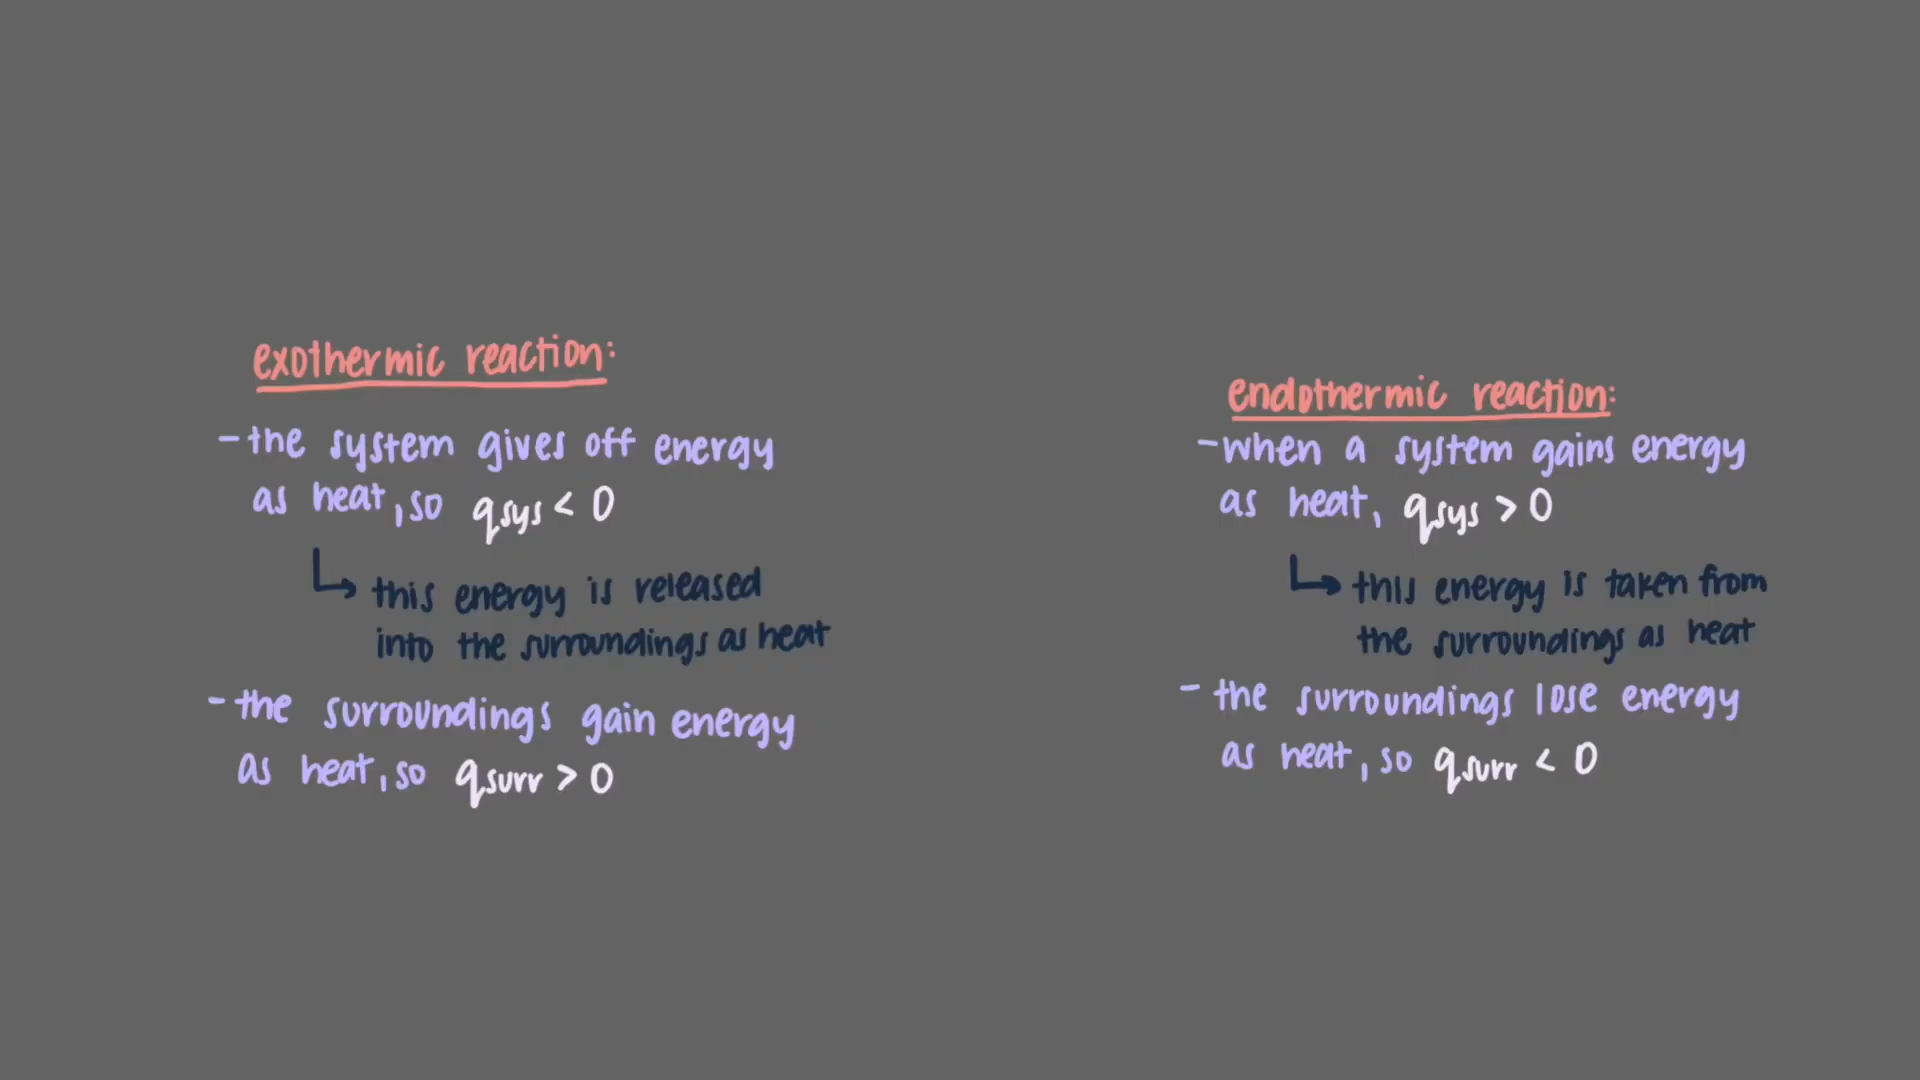 exothermic reaction:
- the system gives off energy
as heat, so qsys < 0
↳ this energy is released
into the surroundings as heat
- the surroundings gain energy
as heat, so qsurr > 0
endothermic reaction:
- when a system gains energy
as heat, qsys > 0
↳ this energy is taken from
the surroundings as heat
- the surroundings lose energy
as heat, so qsurr < 0